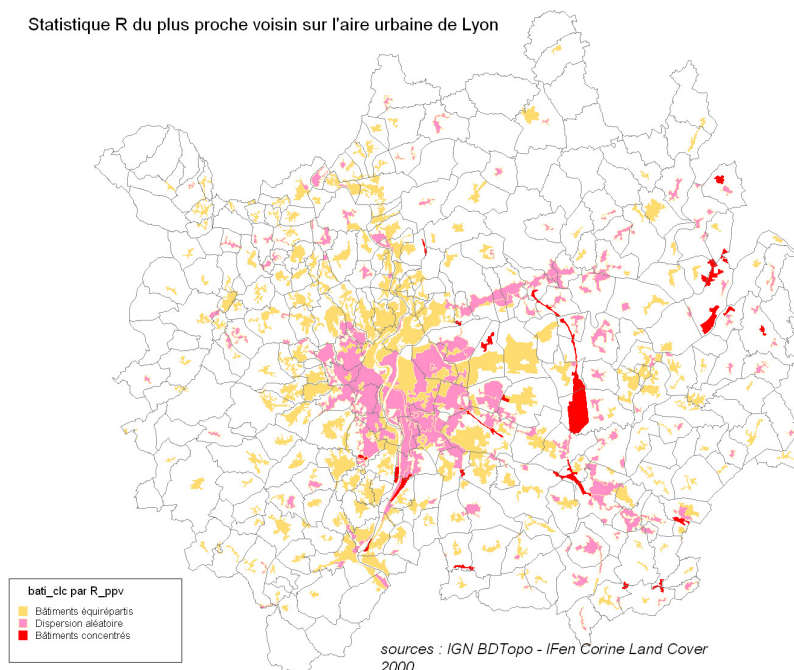 Statistique R du plus proche voisin sur l'aire urbaine de Lyon
bati_clc par R_ppv
Bâtiments équirépartis
Dispersion aléatoire
Bâtiments concentrés
sources : IGN BDTopo - IFen Corine Land Cover
2000